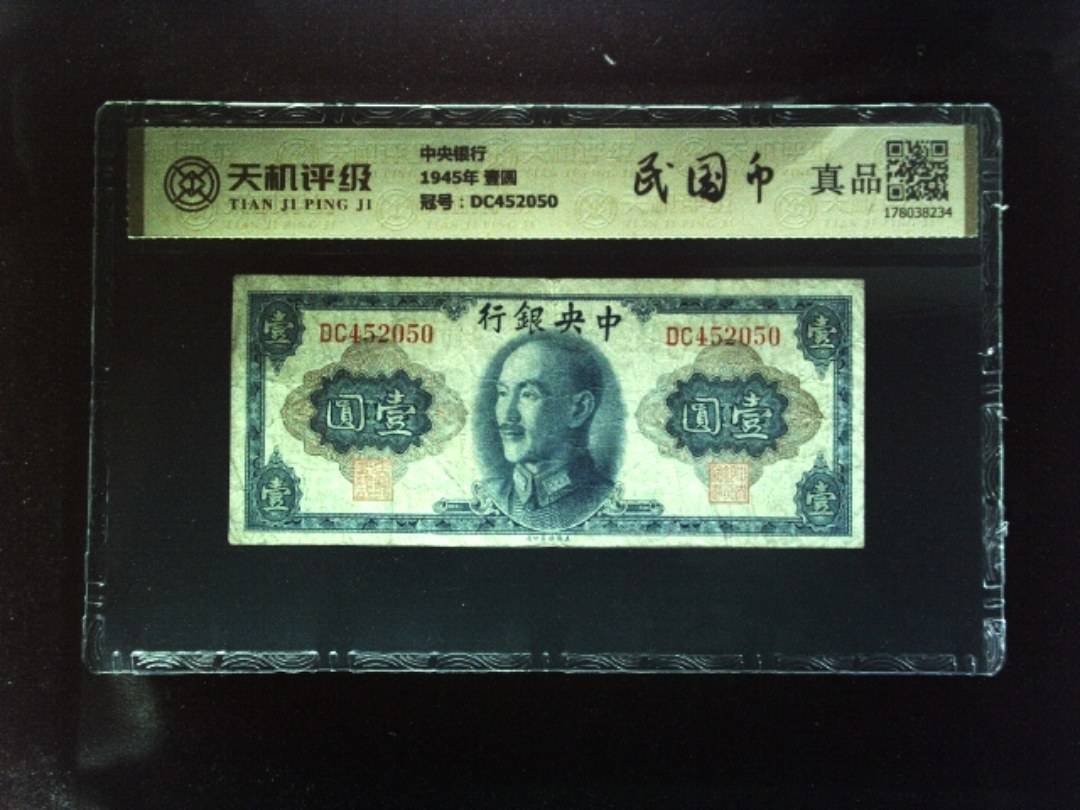 天机评级
TIAN JI PING JI
中央银行
1945年 壹圆
冠号：DC452050
民国币
真品
178038234
行銀央中
壹
DC452050
DC452050
壹
圓壹
圓壹
壹
壹